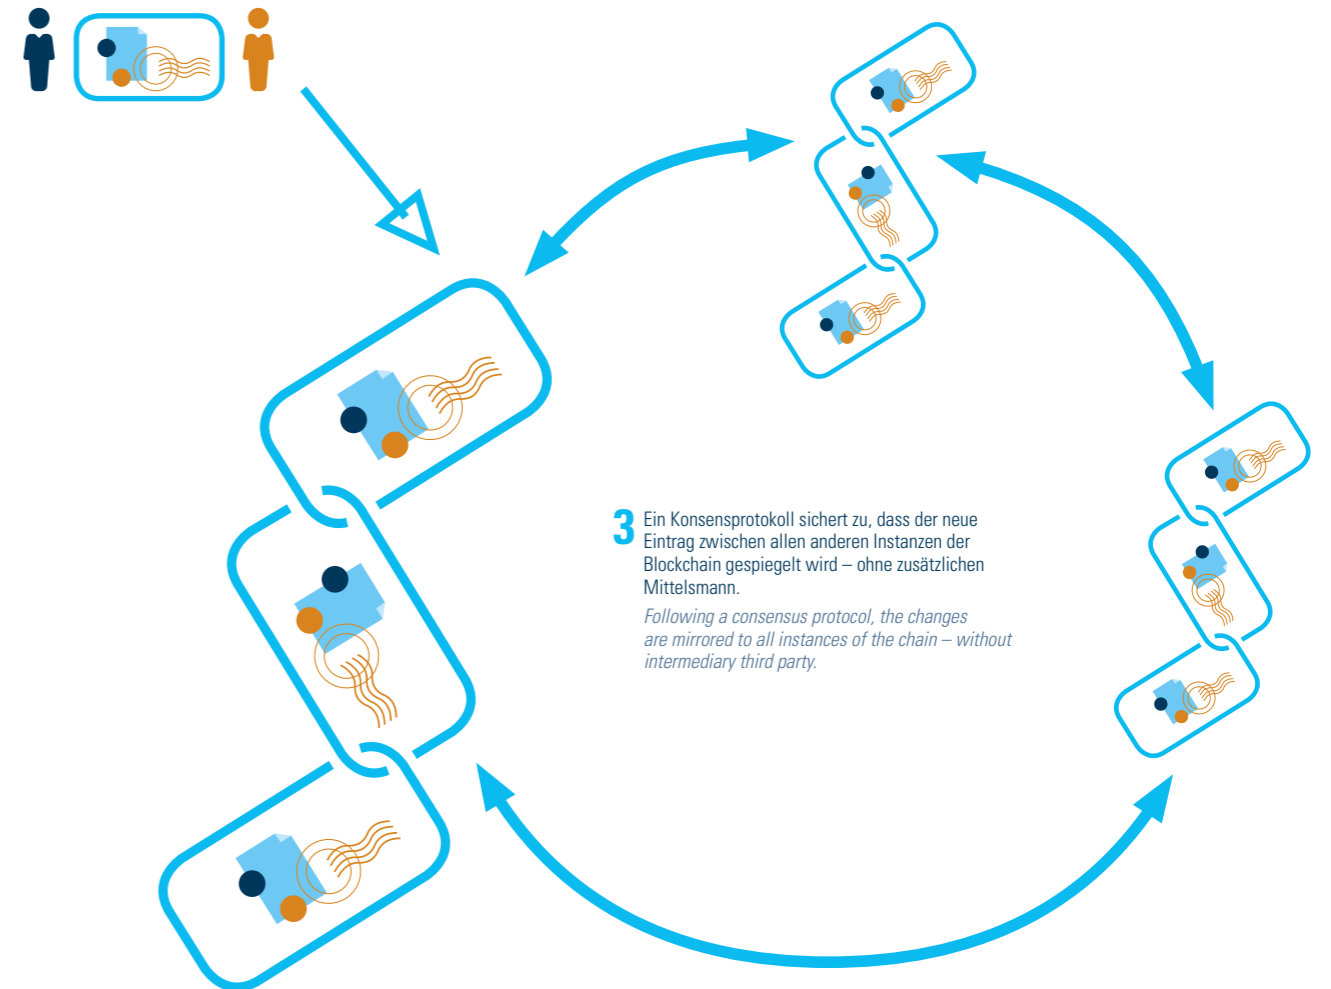 3 Ein Konsensprotokoll sichert zu, dass der neue
Eintrag zwischen allen anderen Instanzen der
Blockchain gespiegelt wird – ohne zusätzlichen
Mittelsmann.
Following a consensus protocol, the changes
are mirrored to all instances of the chain – without
intermediary third party.